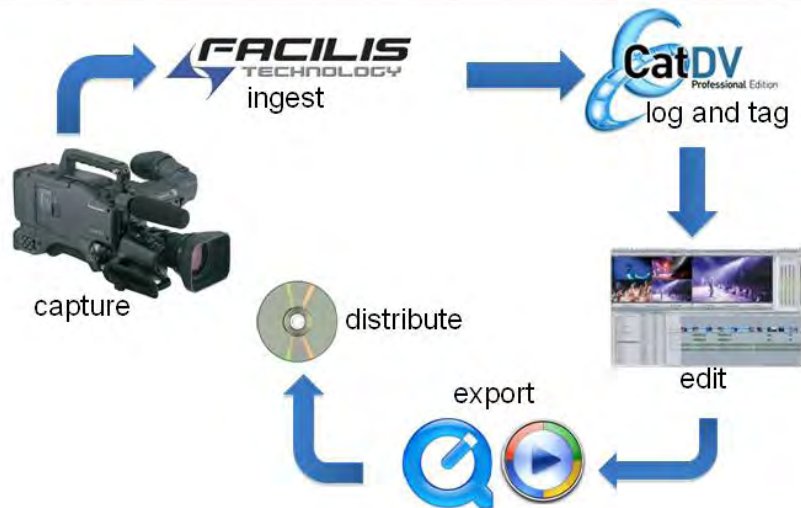 FACILIS
TECHNOLOGY
ingest
CatDV
Professional Edition
log and tag
capture
distribute
edit
export